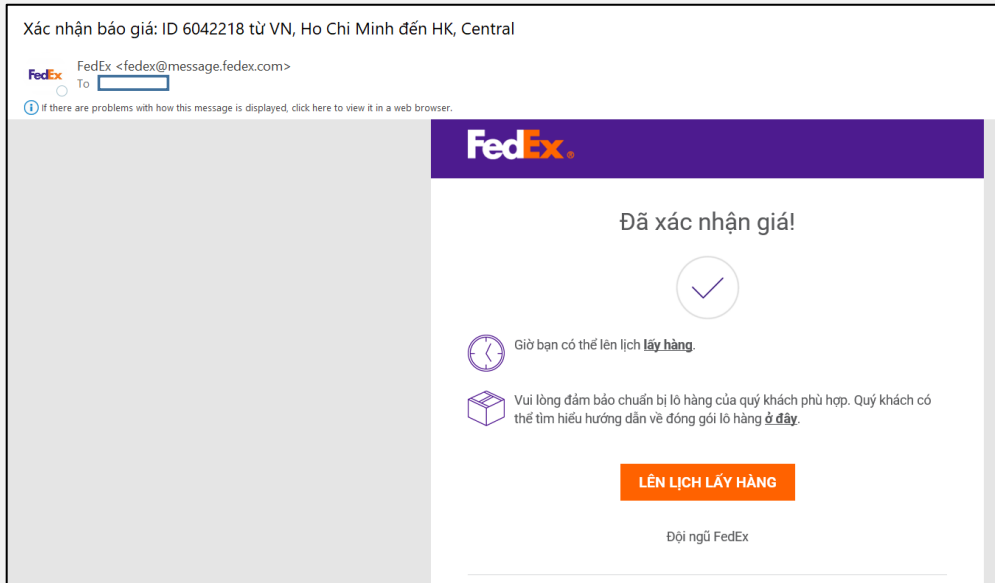 Xác nhận báo giá: ID 6042218 từ VN, Ho Chi Minh đến HK, Central
FedEx
FedEx <fedex@message.fedex.com>
To
If there are problems with how this message is displayed, click here to view it in a web browser.
FedEx®
Đã xác nhận giá!
Giờ bạn có thể lên lịch lấy hàng.
Vui lòng đảm bảo chuẩn bị lô hàng của quý khách phù hợp. Quý khách có
thể tìm hiểu hướng dẫn về đóng gói lô hàng ở đây.
LÊN LỊCH LẤY HÀNG
Đội ngũ FedEx